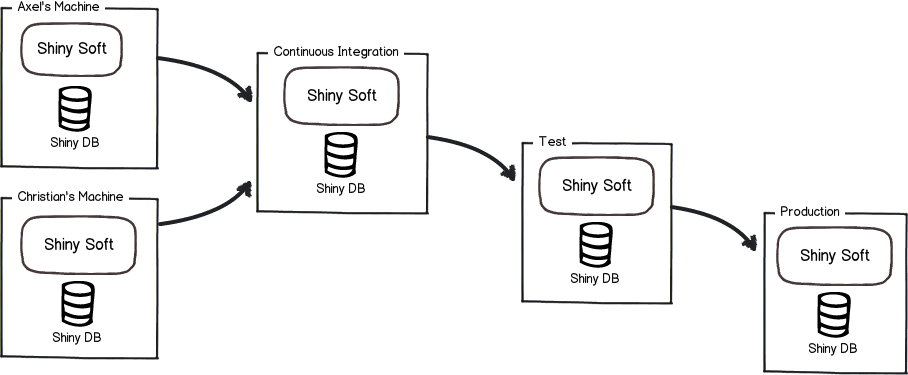 Axel's Machine
Shiny Soft
Shiny DB
Christian's Machine
Shiny Soft
Shiny DB
Continuous Integration
Shiny Soft
Shiny DB
Test
Shiny Soft
Shiny DB
Production
Shiny Soft
Shiny DB